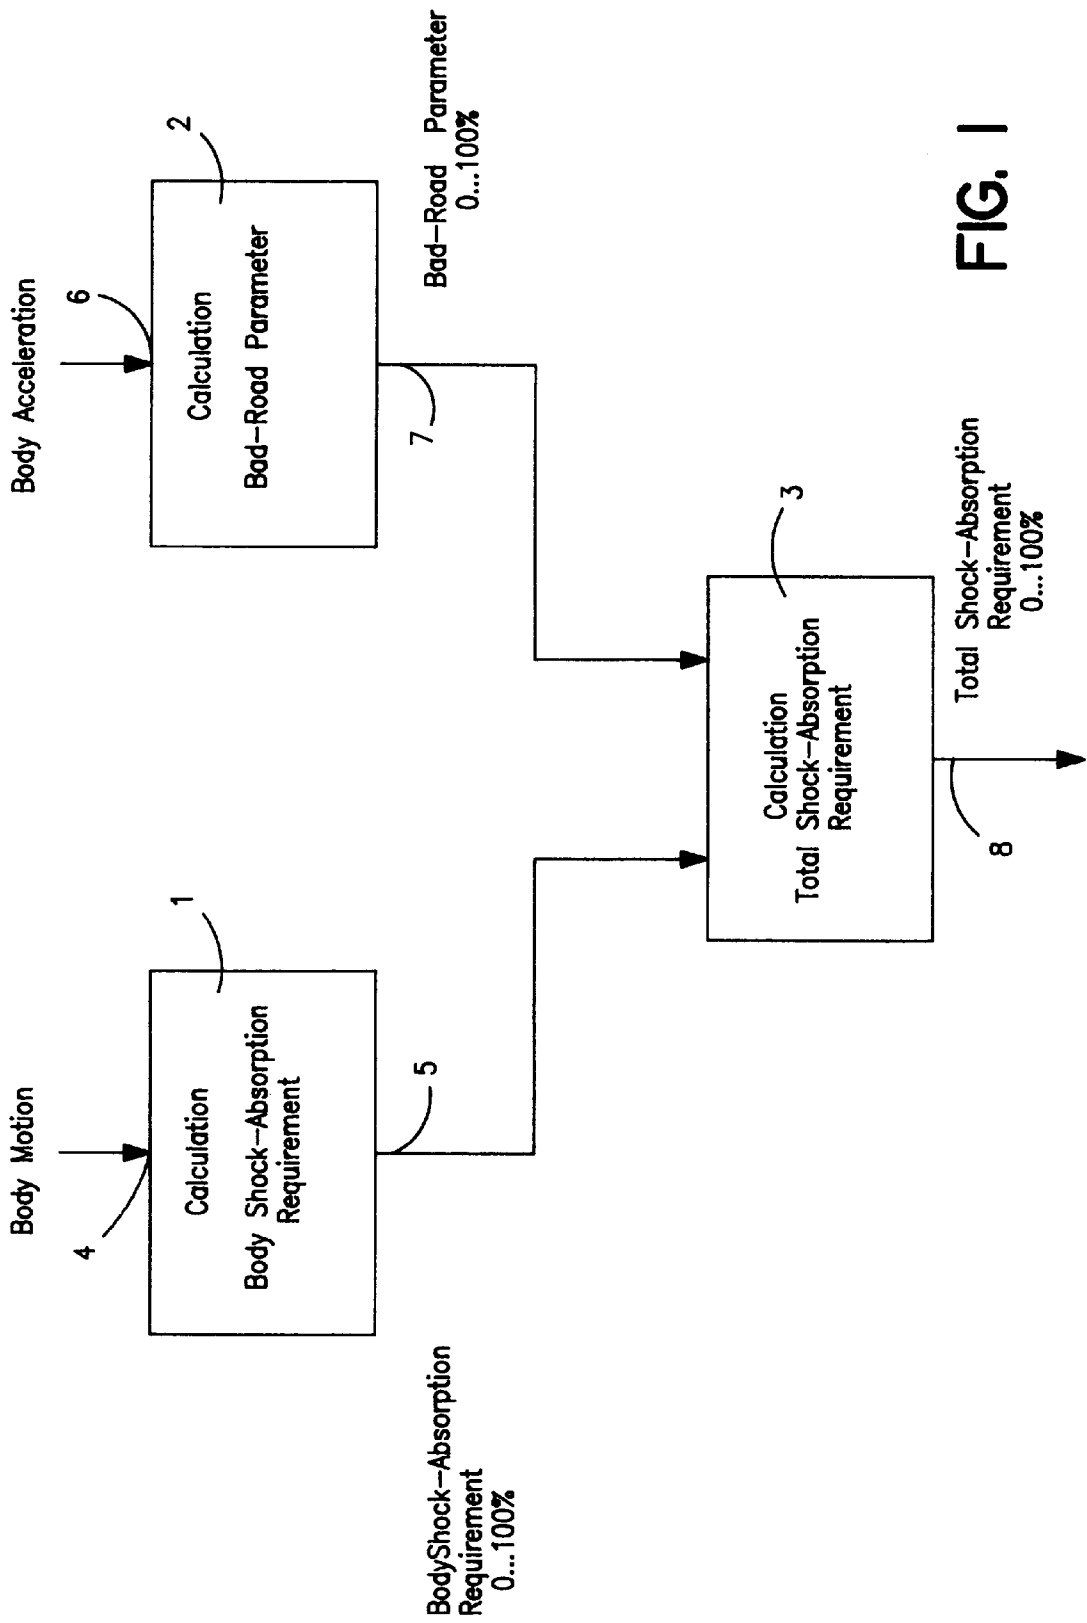 Body Motion
4
Calculation
Body Shock-Absorption
Requirement
1
BodyShock-Absorption
Requirement
0...100%
5
Body Acceleration
6
Calculation
Bad-Road Parameter
2
Bad-Road Parameter
0...100%
7
Calculation
Total Shock-Absorption
Requirement
3
Total Shock-Absorption
Requirement
0...100%
8
FIG. 1